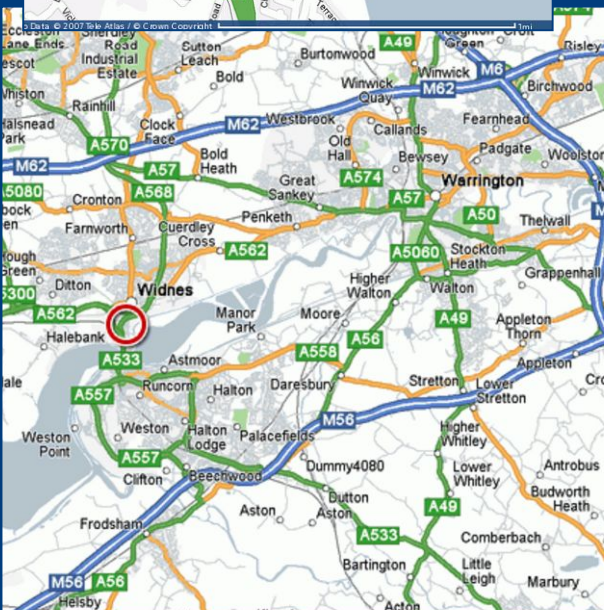 Data © 2007 Tele Atlas / © Crown Copyright
1mi
Eccleston
Lane Ends
Sherdley
Road
Industrial
Estate
Sutton
Leach
Bold
Burtonwood
A49
Winwick
Green
Risley
M6
M62
Birchwood
Whiston
Rainhill
Winwick
Quay
Fearnhead
Halsnead
Park
Clock
Face
M62
Westbrook
Callands
A570
Old
Hall
Bewsey
Padgate
Woolston
M62
A57
Bold
Heath
A574
Warrington
A5080
A568
Great
Sankey
A57
Cronton
Penketh
A50
Thelwall
Farnworth
Cuerdley
Cross
A562
A5060
Stockton
Heath
Ditton
Widnes
Higher
Walton
Walton
Grappenhall
5300
A562
Manor
Park
Moore
A49
Appleton
Thorn
Halebank
A56
A533
Astmoor
A558
Appleton
Runcorn
Halton
Daresbury
Stretton
Lower
Stretton
A557
Weston
M56
Weston
Point
Halton
Lodge
Palacefields
Higher
Whitley
A557
Clifton
Beechwood
Dummy4080
Lower
Whitley
Antrobus
Dutton
Budworth
Heath
Aston
Aston
A49
Frodsham
A533
Comberbach
Bartington
Little
Leigh
Marbury
M56
A56
Helsby
Acton